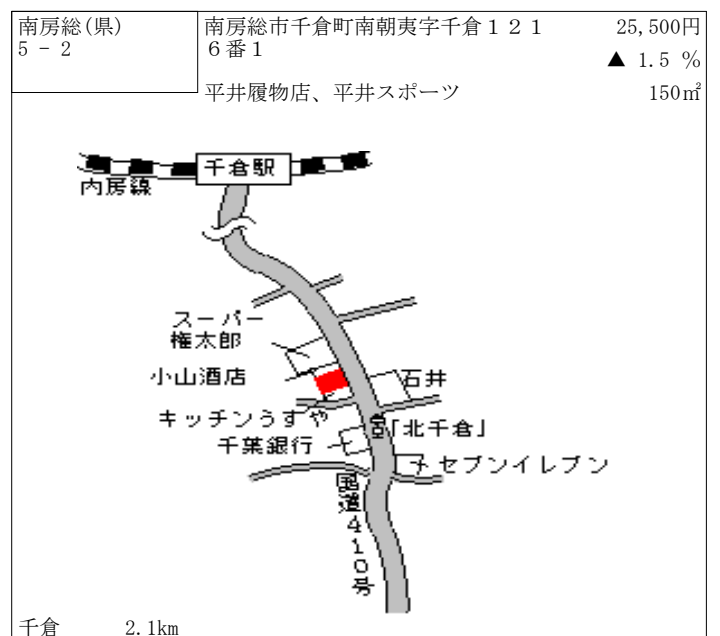 南房総(県)
5 - 2
南房総市千倉町南朝夷字千倉１２１
６番１
25,500円
▲ 1.5 %
平井履物店、平井スポーツ
150㎡
千倉駅
内房線
スーパー
権太郎
小山酒店
石井
キッチンうすや
「北千倉」
千葉銀行
セブンイレブン
国道410号
千倉 2.1km